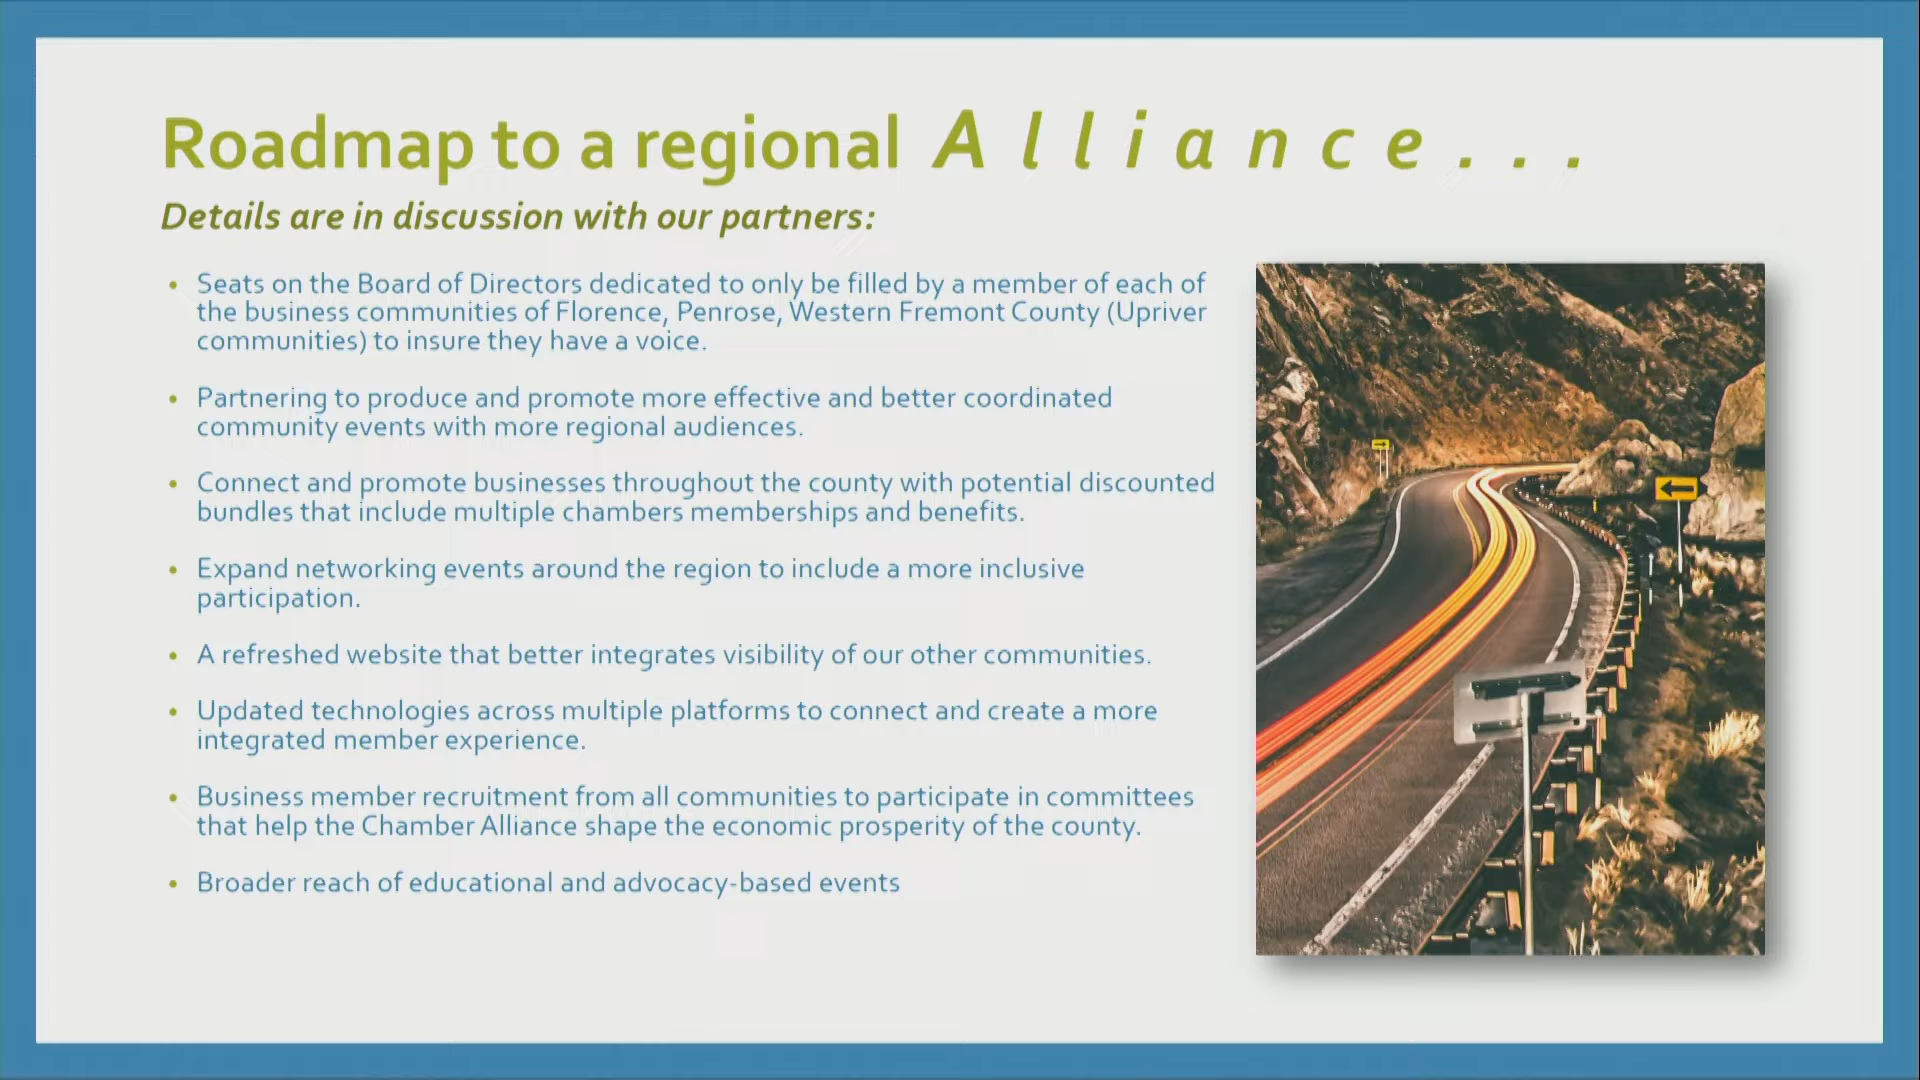 Roadmap to a regional Alliance...
Details are in discussion with our partners:
• Seats on the Board of Directors dedicated to only be filled by a member of each of
the business communities of Florence, Penrose, Western Fremont County (Upriver
communities) to insure they have a voice.
• Partnering to produce and promote more effective and better coordinated
community events with more regional audiences.
• Connect and promote businesses throughout the county with potential discounted
bundles that include multiple chambers memberships and benefits.
• Expand networking events around the region to include a more inclusive
participation.
• A refreshed website that better integrates visibility of our other communities.
• Updated technologies across multiple platforms to connect and create a more
integrated member experience.
• Business member recruitment from all communities to participate in committees
that help the Chamber Alliance shape the economic prosperity of the county.
• Broader reach of educational and advocacy-based events